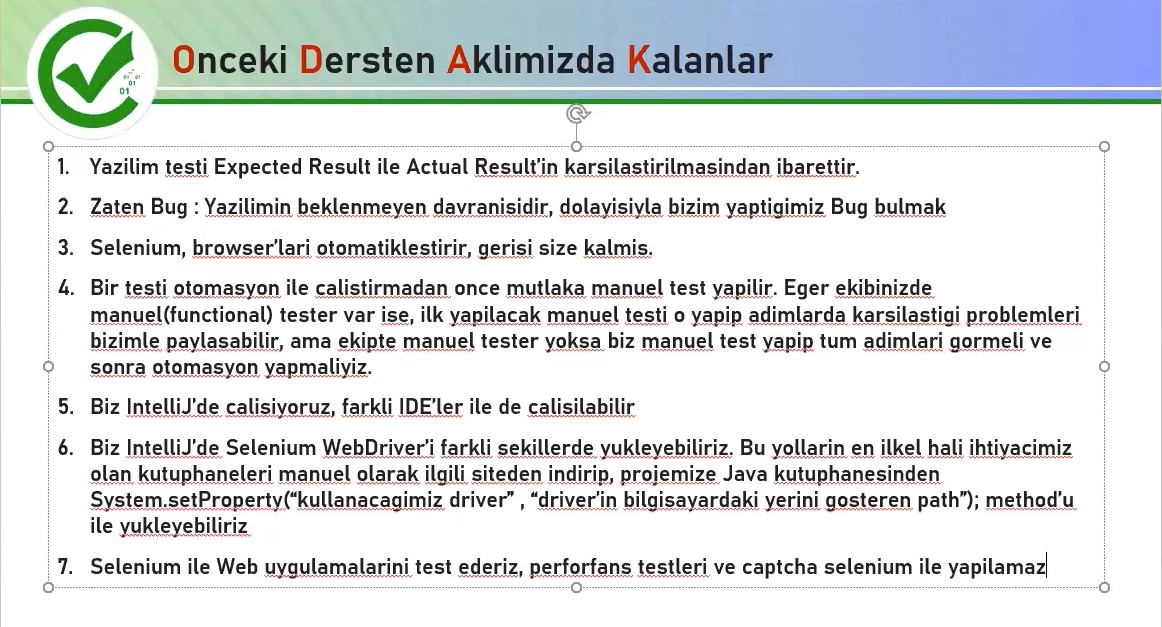 Onceki Dersten Aklimizda Kalanlar
01 01
01
01
1. Yazilim testi Expected Result ile Actual Result'in karsilastirilmasindan ibarettir.
2. Zaten Bug : Yazilimin beklenmeyen davranisidir, dolayisiyla bizim yaptigimiz Bug bulmak
3. Selenium, browser'lari otomatiklestirir, gerisi size kalmis.
4. Bir testi otomasyon ile calistirmadan once mutlaka manuel test yapilir. Eger ekibinizde
manuel(functional) tester var ise, ilk yapilacak manuel testi o yapip adimlarda karsilastigi problemleri
bizimle paylasabilir, ama ekipte manuel tester yoksa biz manuel test yapip tum adimlari gormeli ve
sonra otomasyon yapmaliyiz.
5. Biz IntelliJ'de calisiyoruz, farkli IDE'ler ile de calisilabilir
6. Biz IntelliJ'de Selenium WebDriver'i farkli sekillerde yukleyebiliriz. Bu yollarin en ilkel hali ihtiyacimiz
olan kutuphaneleri manuel olarak ilgili siteden indirip, projemize Java kutuphanesinden
System.setProperty(“kullanacagimiz driver” , “driver'in bilgisayardaki yerini gosteren path”); method'u
ile yukleyebiliriz
7. Selenium ile Web uygulamalarini test ederiz, perforfans testleri ve captcha selenium ile yapilamaz